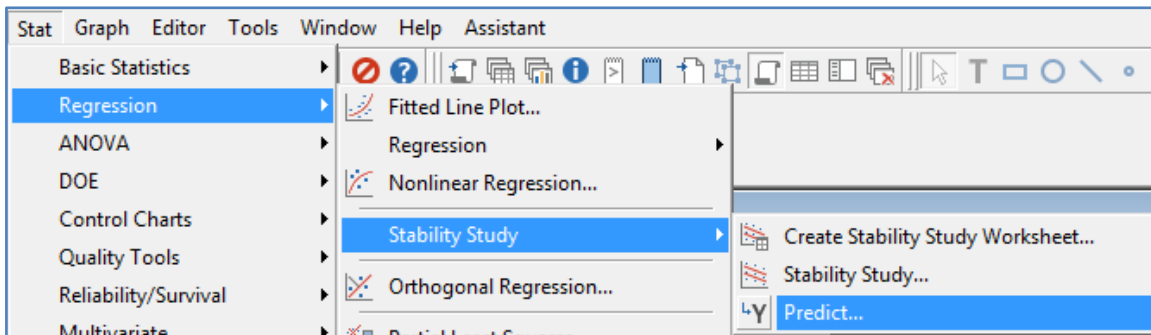 Stat Graph Editor Tools Window Help Assistant
Basic Statistics
Regression
ANOVA
DOE
Control Charts
Quality Tools
Reliability/Survival
Multivariate
Fitted Line Plot...
Regression
Nonlinear Regression...
Stability Study
Orthogonal Regression...
Create Stability Study Worksheet...
Stability Study...
Predict...